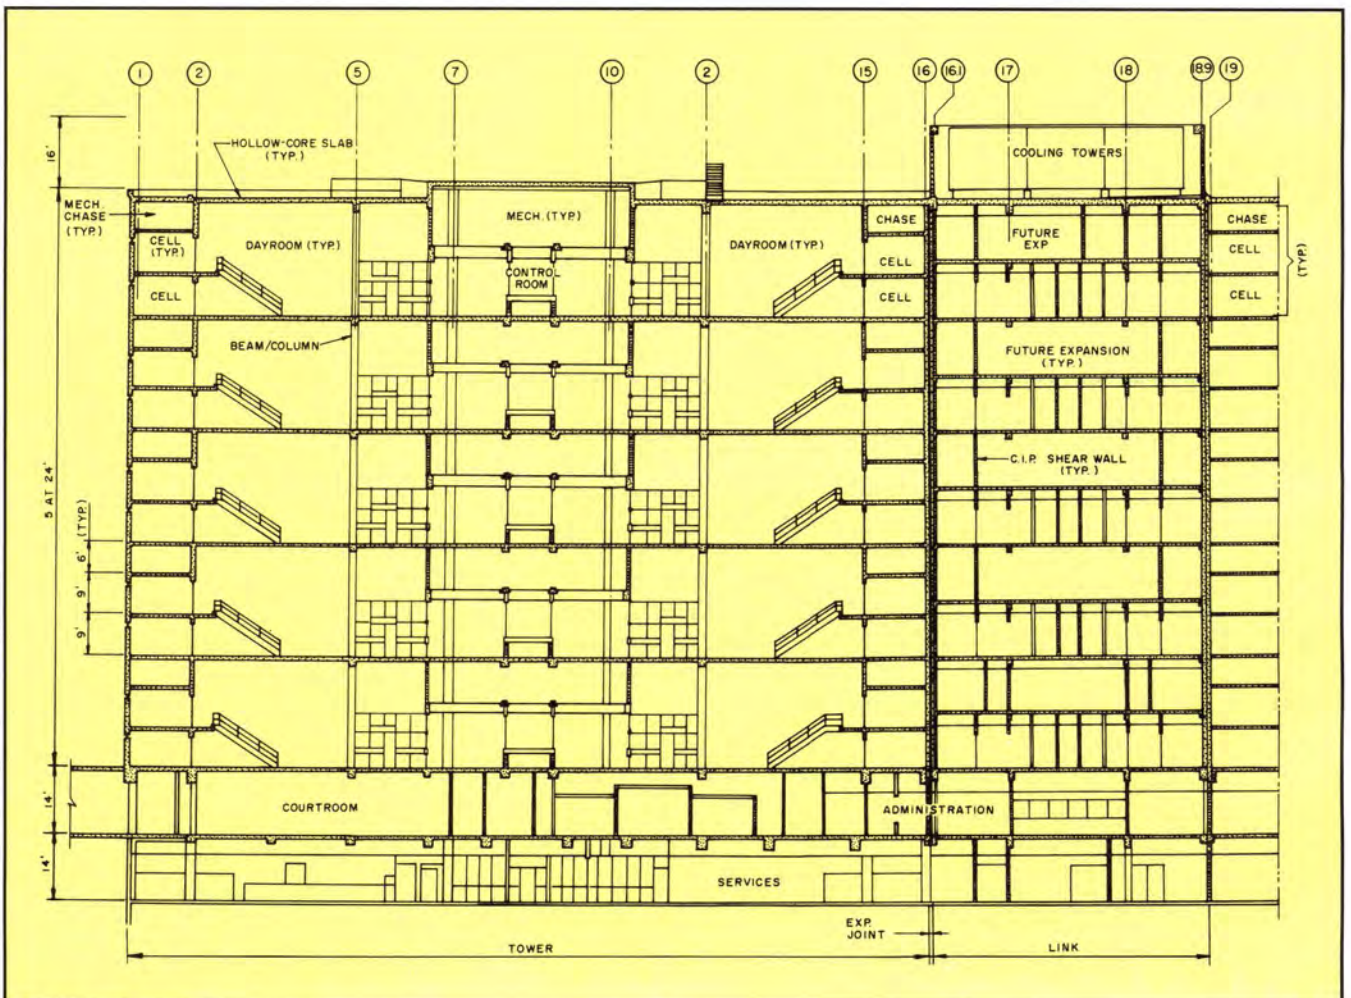 1 2 5 7 10 2 15 16 16.1 17 18 18.9 19
16'
HOLLOW-CORE SLAB
(TYP.)
COOLING TOWERS
MECH.
CHASE
(TYP.)
CELL
(TYP.)
CELL
DAYROOM (TYP.)
MECH. (TYP.)
CONTROL
ROOM
DAYROOM (TYP.)
CHASE
CELL
CELL
FUTURE
EXP
CHASE
CELL
CELL
(TYP.)
BEAM/COLUMN
FUTURE EXPANSION
(TYP.)
C.I.P. SHEAR WALL
(TYP.)
5 AT 24'
(TYP.)
6'
9'
9'
14'
COURTROOM
ADMINISTRATION
14'
SERVICES
EXP.
JOINT
TOWER
LINK